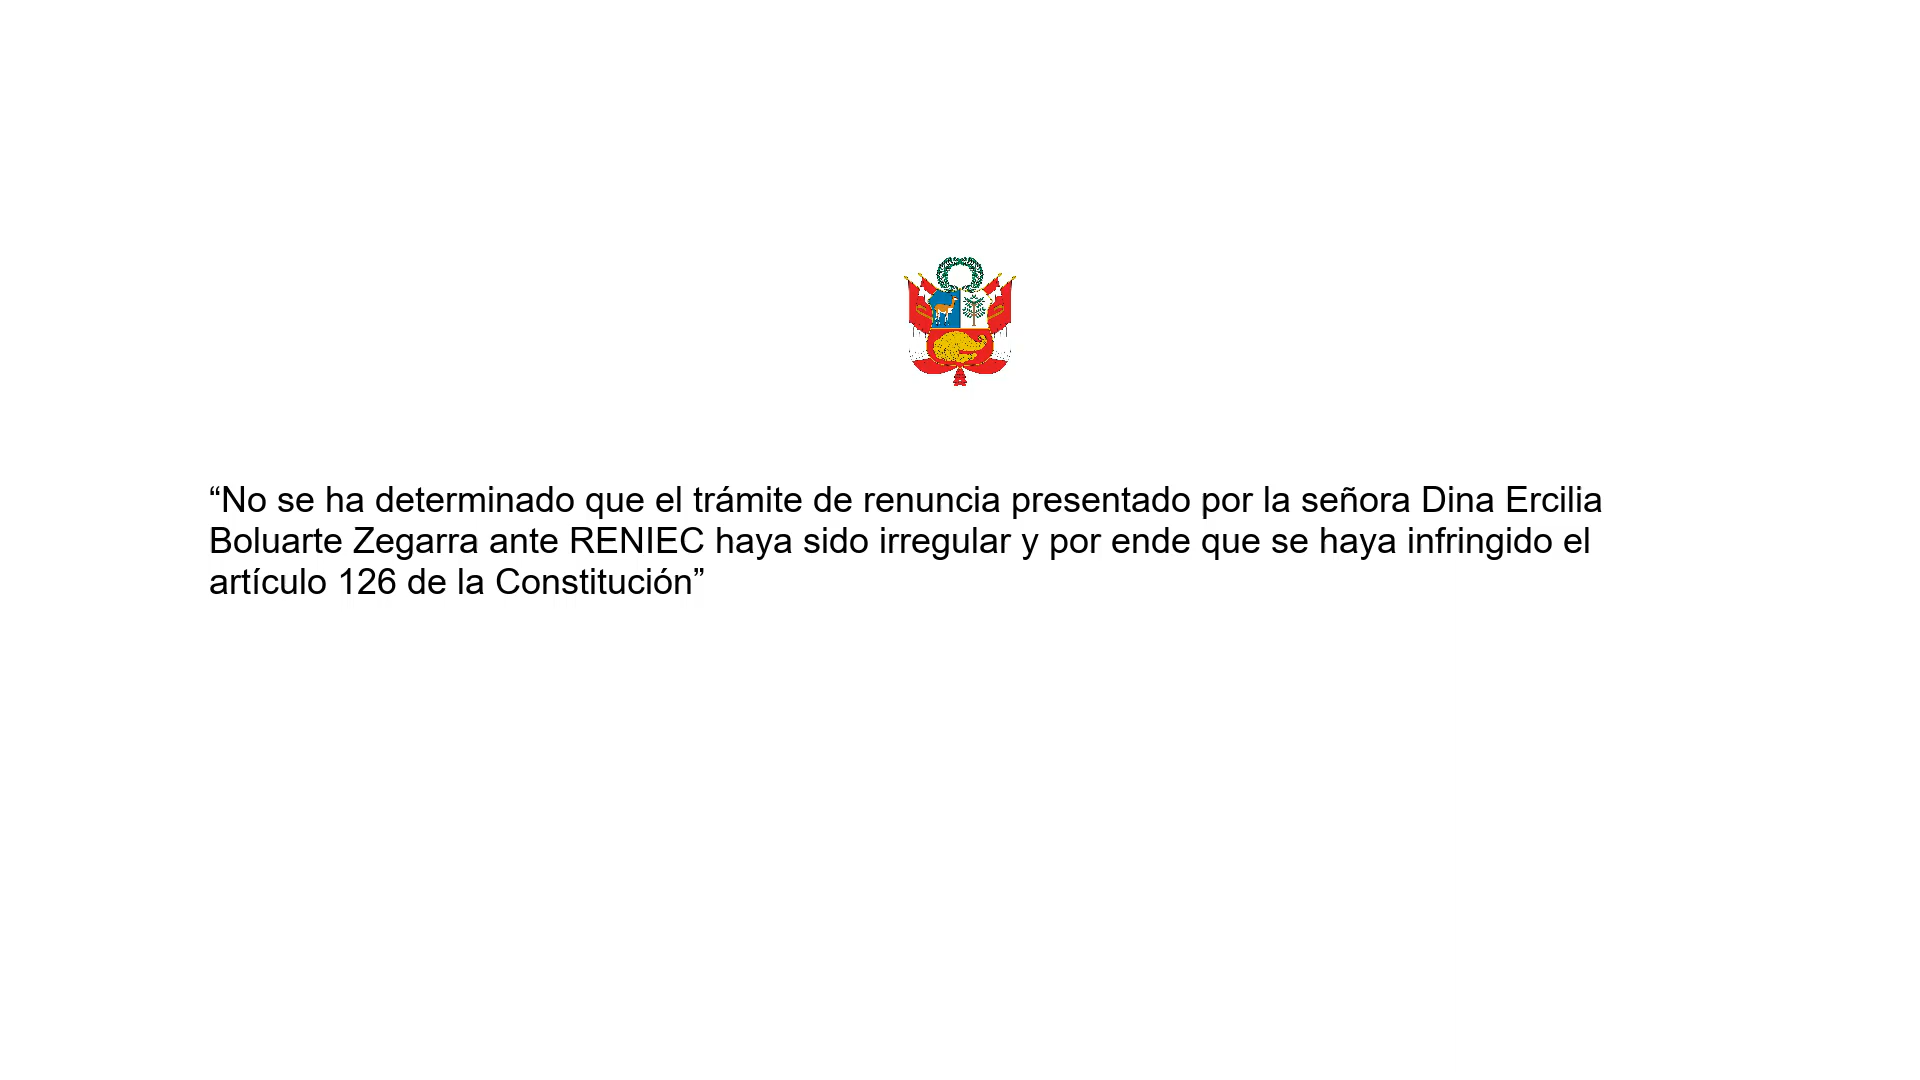 “No se ha determinado que el trámite de renuncia presentado por la señora Dina Ercilia
Boluarte Zegarra ante RENIEC haya sido irregular y por ende que se haya infringido el
artículo 126 de la Constitución”